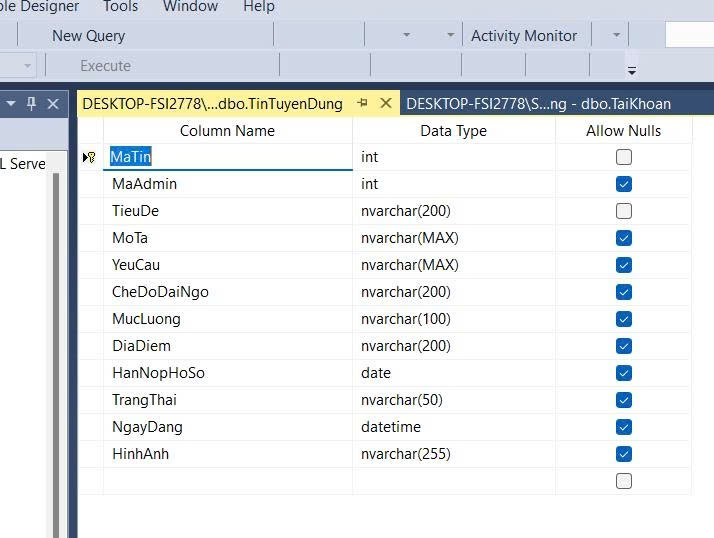 ble Designer Tools Window Help
New Query Activity Monitor
Execute
DESKTOP-FSI2778\...dbo.TinTuyenDung DESKTOP-FSI2778\S...ng - dbo.TaiKhoan
Column Name Data Type Allow Nulls
L Serve
MaTin int
MaAdmin int
TieuDe nvarchar(200)
MoTa nvarchar(MAX)
YeuCau nvarchar(MAX)
CheDoDaiNgo nvarchar(200)
MucLuong nvarchar(100)
DiaDiem nvarchar(200)
HanNopHoSo date
TrangThai nvarchar(50)
NgayDang datetime
HinhAnh nvarchar(255)